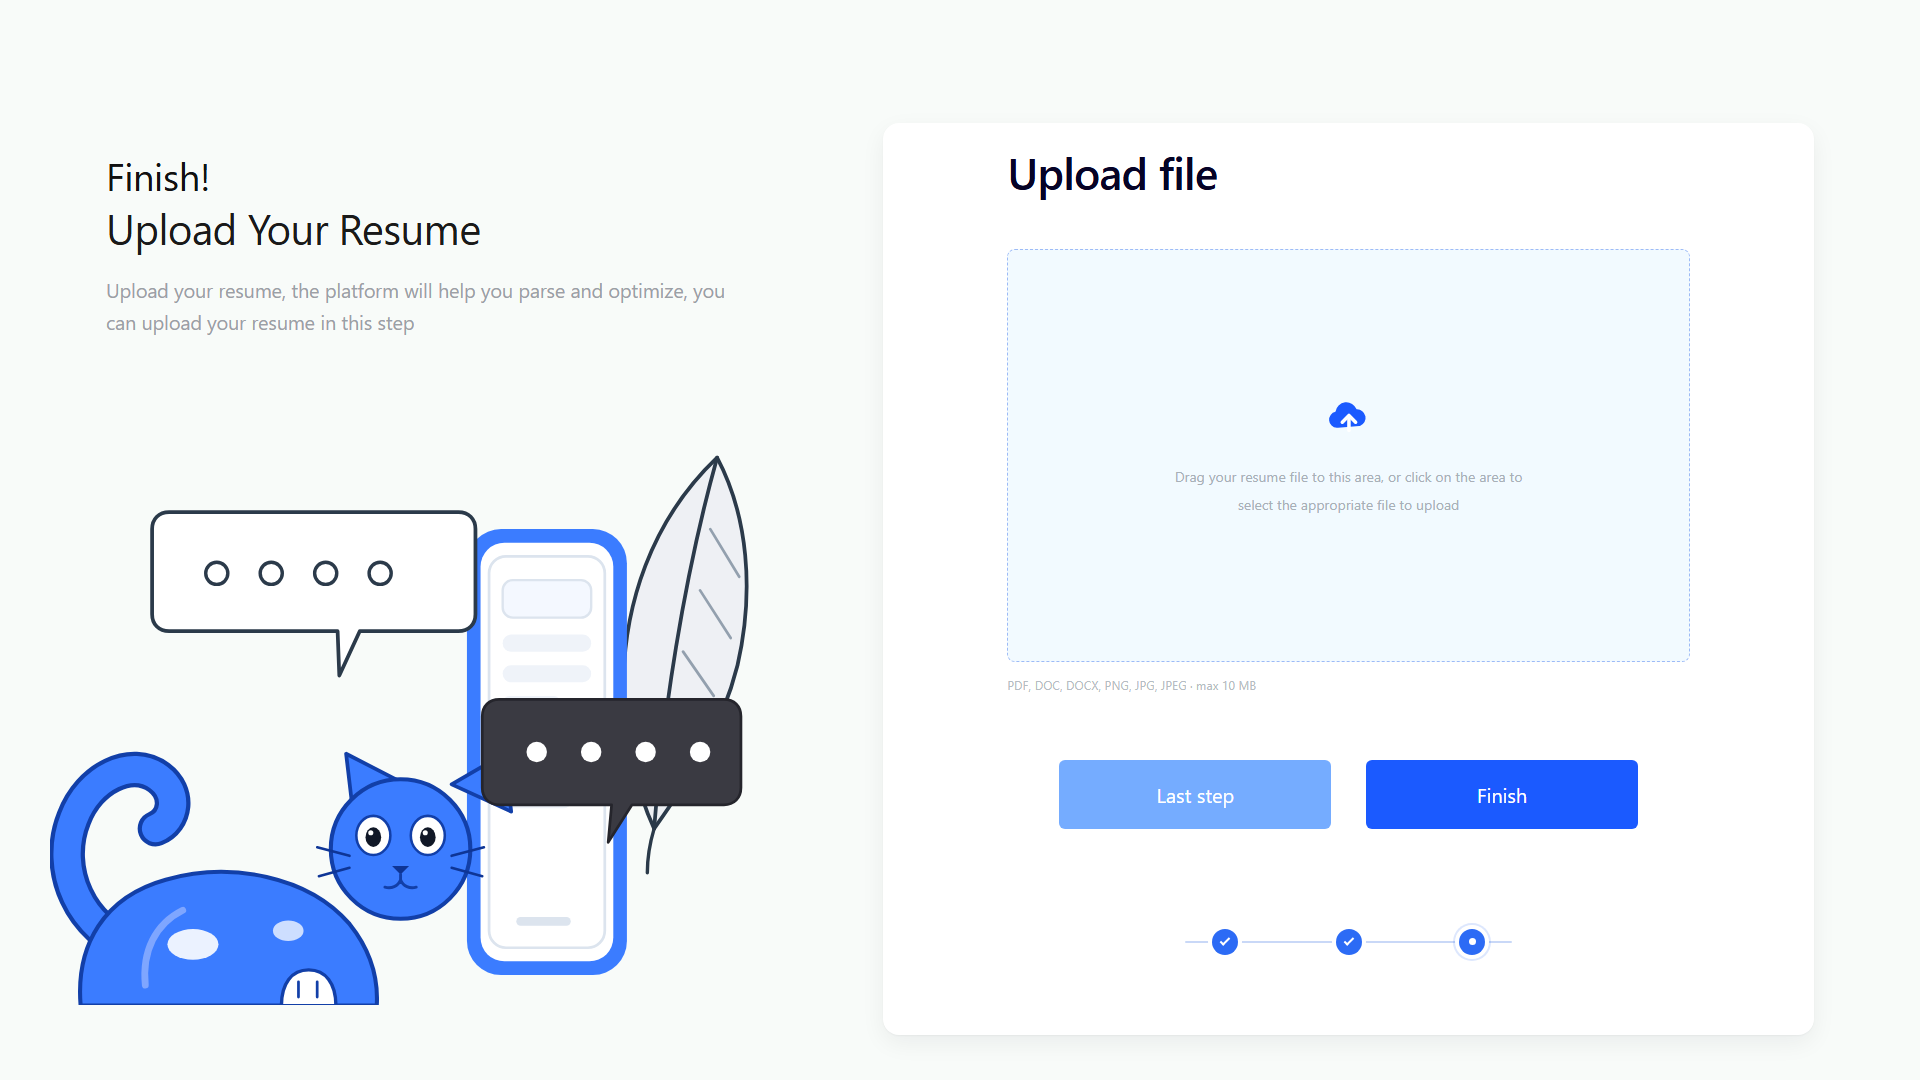 Finish!
Upload Your Resume
Upload your resume, the platform will help you parse and optimize, you
can upload your resume in this step
Upload file
Drag your resume file to this area, or click on the area to
select the appropriate file to upload
PDF, DOC, DOCX, PNG, JPG, JPEG · max 10 MB
Last step
Finish